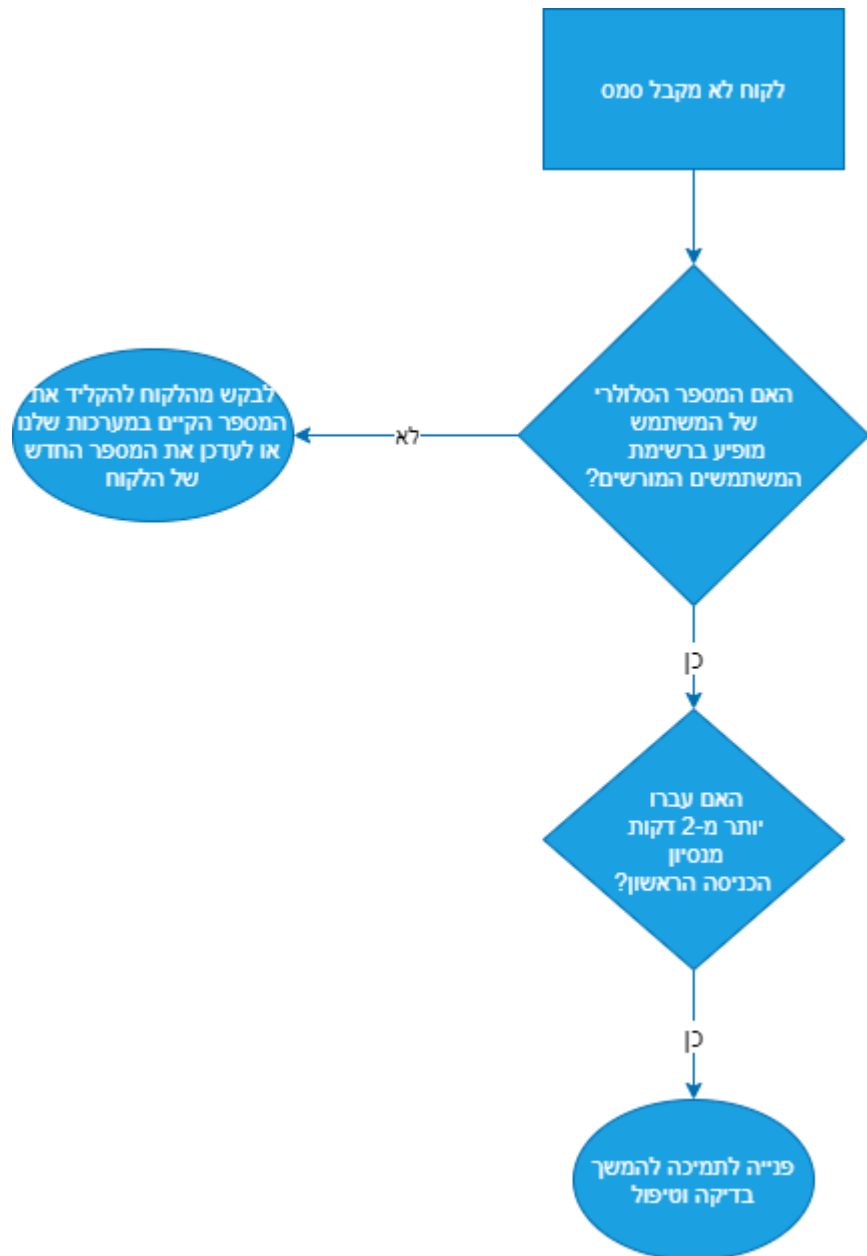 לקוח לא מקבל סמס
האם המספר הסלולרי
של המשתמש
מופיע ברשימת
המשתמשים המורשים?
לא
לבקש מהלקוח להקליד את
המספר הקיים במערכות שלנו
או לעדכן את המספר החדש
של הלקוח
כן
האם עברו
יותר מ-2 דקות
מנסיון
הכניסה הראשון?
כן
פנייה לתמיכה להמשך
בדיקה וטיפול